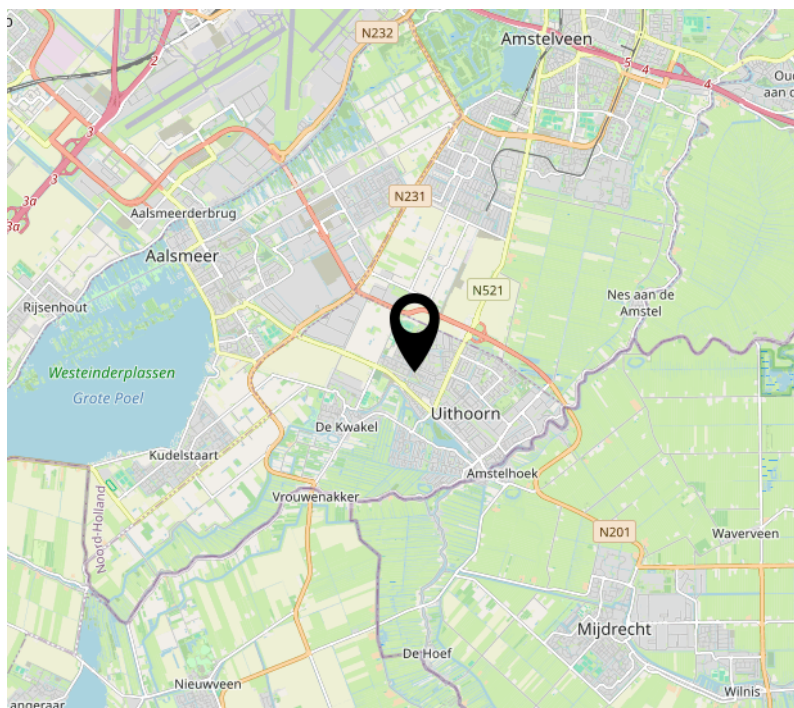 o
N232
Amstelveen
2
5
4
4
Oud
aan d
3
N231
3
3a
3a
Aalsmeerderbrug
Aalsmeer
N521
Nes aan de
Amstel
Rijsenhout
Westeinderplassen
Grote Poel
Uithoorn
De Kwakel
Kudelstaart
Amstelhoek
Vrouwenakker
Noord-Holland
N201
Waverveen
Mijdrecht
De Hoef
Nieuwveen
Wilnis
angeraar